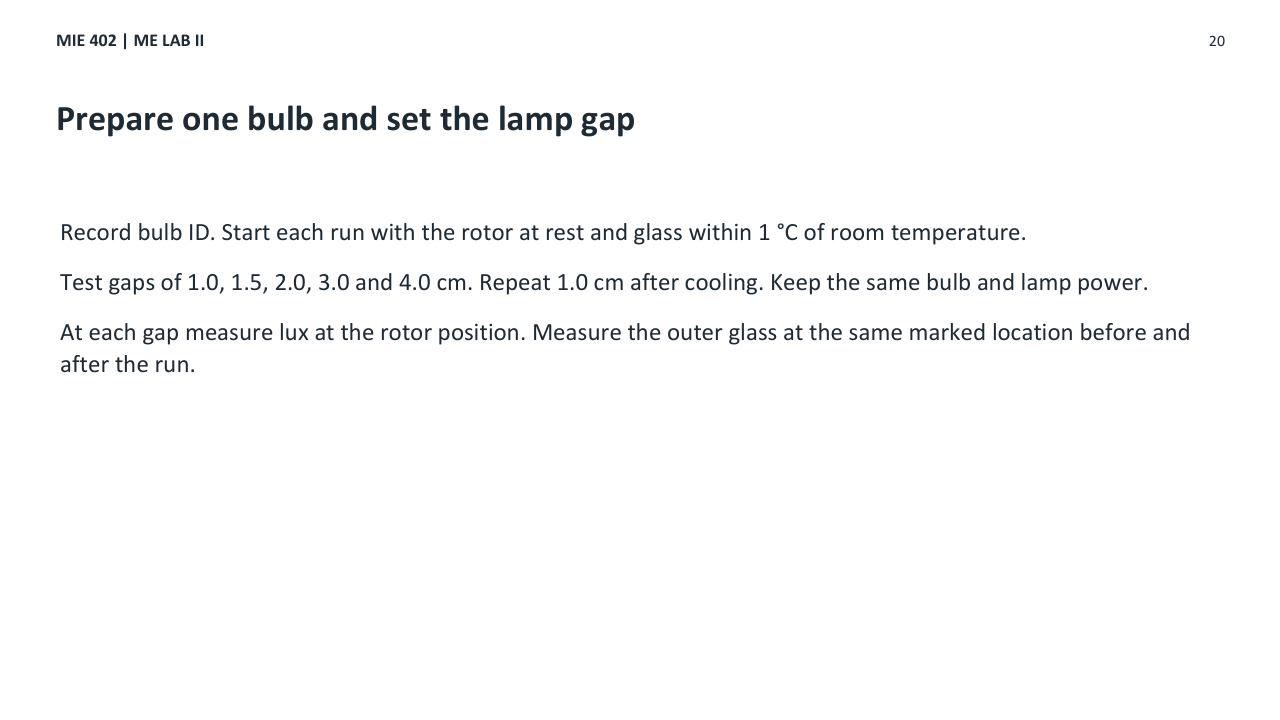 MIE 402 | ME LAB II
20
Prepare one bulb and set the lamp gap
Record bulb ID. Start each run with the rotor at rest and glass within 1 °C of room temperature.
Test gaps of 1.0, 1.5, 2.0, 3.0 and 4.0 cm. Repeat 1.0 cm after cooling. Keep the same bulb and lamp power.
At each gap measure lux at the rotor position. Measure the outer glass at the same marked location before and
after the run.